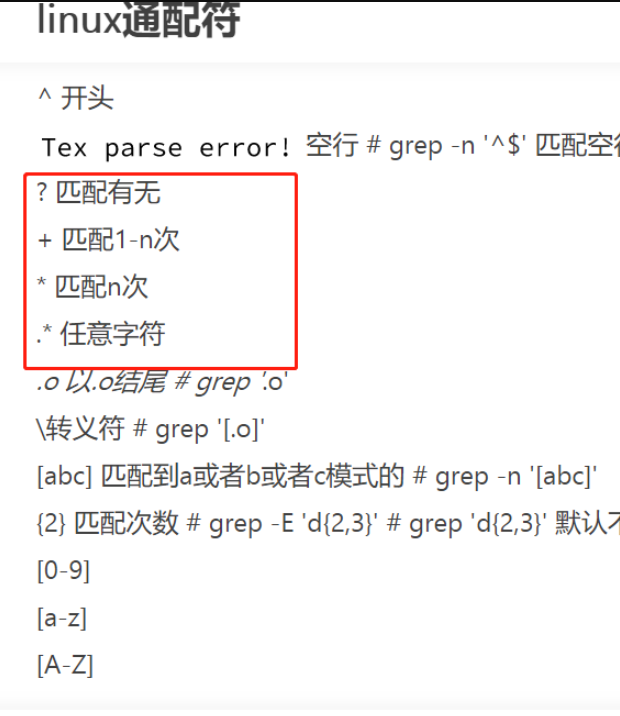 linux通配符
^ 开头
Tex parse error! 空行 # grep -n '^$' 匹配空
? 匹配有无
+ 匹配1-n次
* 匹配n次
.* 任意字符
.o 以.o结尾 # grep '.o'
\转义符 # grep '[.o]'
[abc] 匹配到a或者b或者c模式的 # grep -n '[abc]'
{2} 匹配次数 # grep -E 'd{2,3}' # grep 'd{2,3}' 默认
[0-9]
[a-z]
[A-Z]